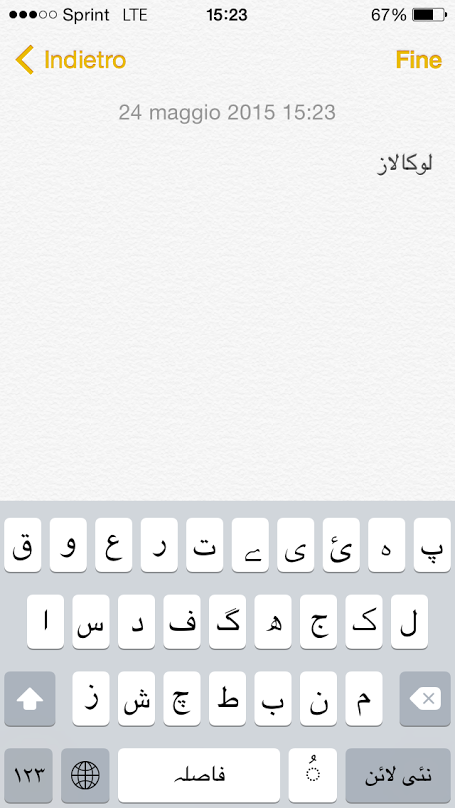 Sprint LTE 15:23 67%
Indietro Fine
24 maggio 2015 15:23
لوکالاز
ق و ع ر ت ے ی ئ ہ پ
ا س د ف گ ھ ج ک ل
ز ش چ ط ب ن م
۱۲۳ فاصلہ ُ نئی لائن